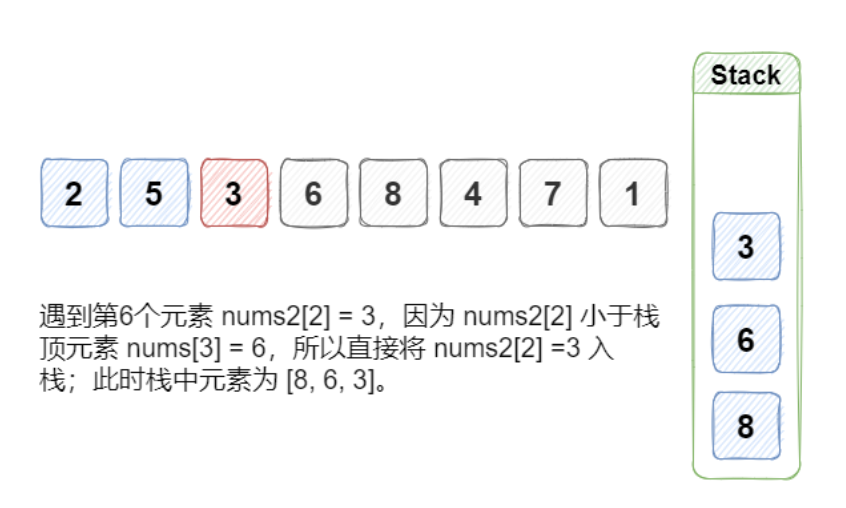 Stack
2 5 3 6 8 4 7 1
3
6
8
遇到第6个元素 nums2[2] = 3，因为 nums2[2] 小于栈
顶元素 nums[3] = 6，所以直接将 nums2[2] =3 入
栈；此时栈中元素为 [8, 6, 3]。